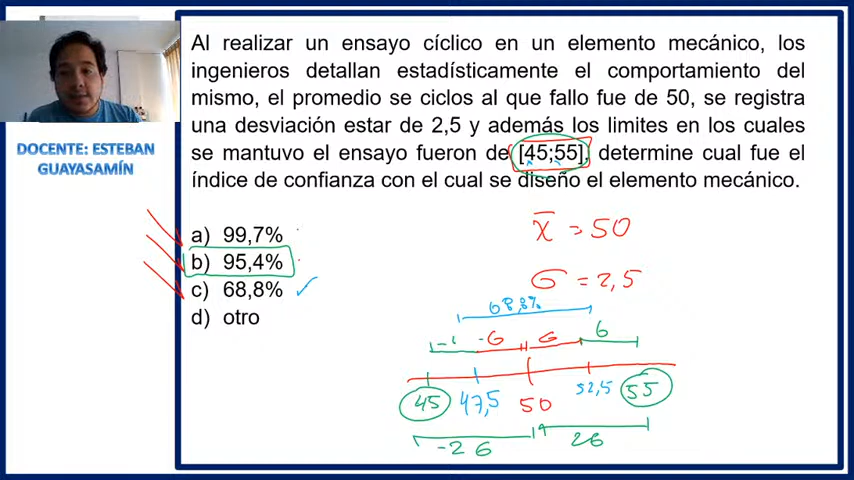 Al realizar un ensayo cíclico en un elemento mecánico, los
ingenieros detallan estadísticamente el comportamiento del
mismo, el promedio se ciclos al que fallo fue de 50, se registra
una desviación estar de 2,5 y además los limites en los cuales
se mantuvo el ensayo fueron de [45;55], determine cual fue el
índice de confianza con el cual se diseño el elemento mecánico.
DOCENTE: ESTEBAN
GUAYASAMÍN
a) 99,7%
b) 95,4%
c) 68,8%
d) otro
x̄ = 50
σ = 2,5
68,8%
-σ σ σ
45 47,5 50 52,5 55
-2σ 2σ